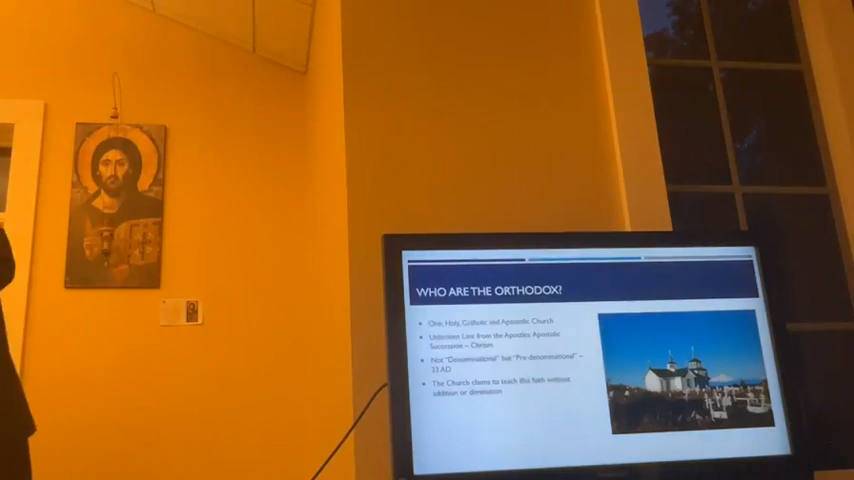 WHO ARE THE ORTHODOX?
One, Holy, Catholic and Apostolic Church
Unbroken Line from the Apostles: Apostolic
Succession – Chrism
Not "Denominational" but "Pre-denominational" –
33 AD
The Church claims to teach this faith without
addition or diminution